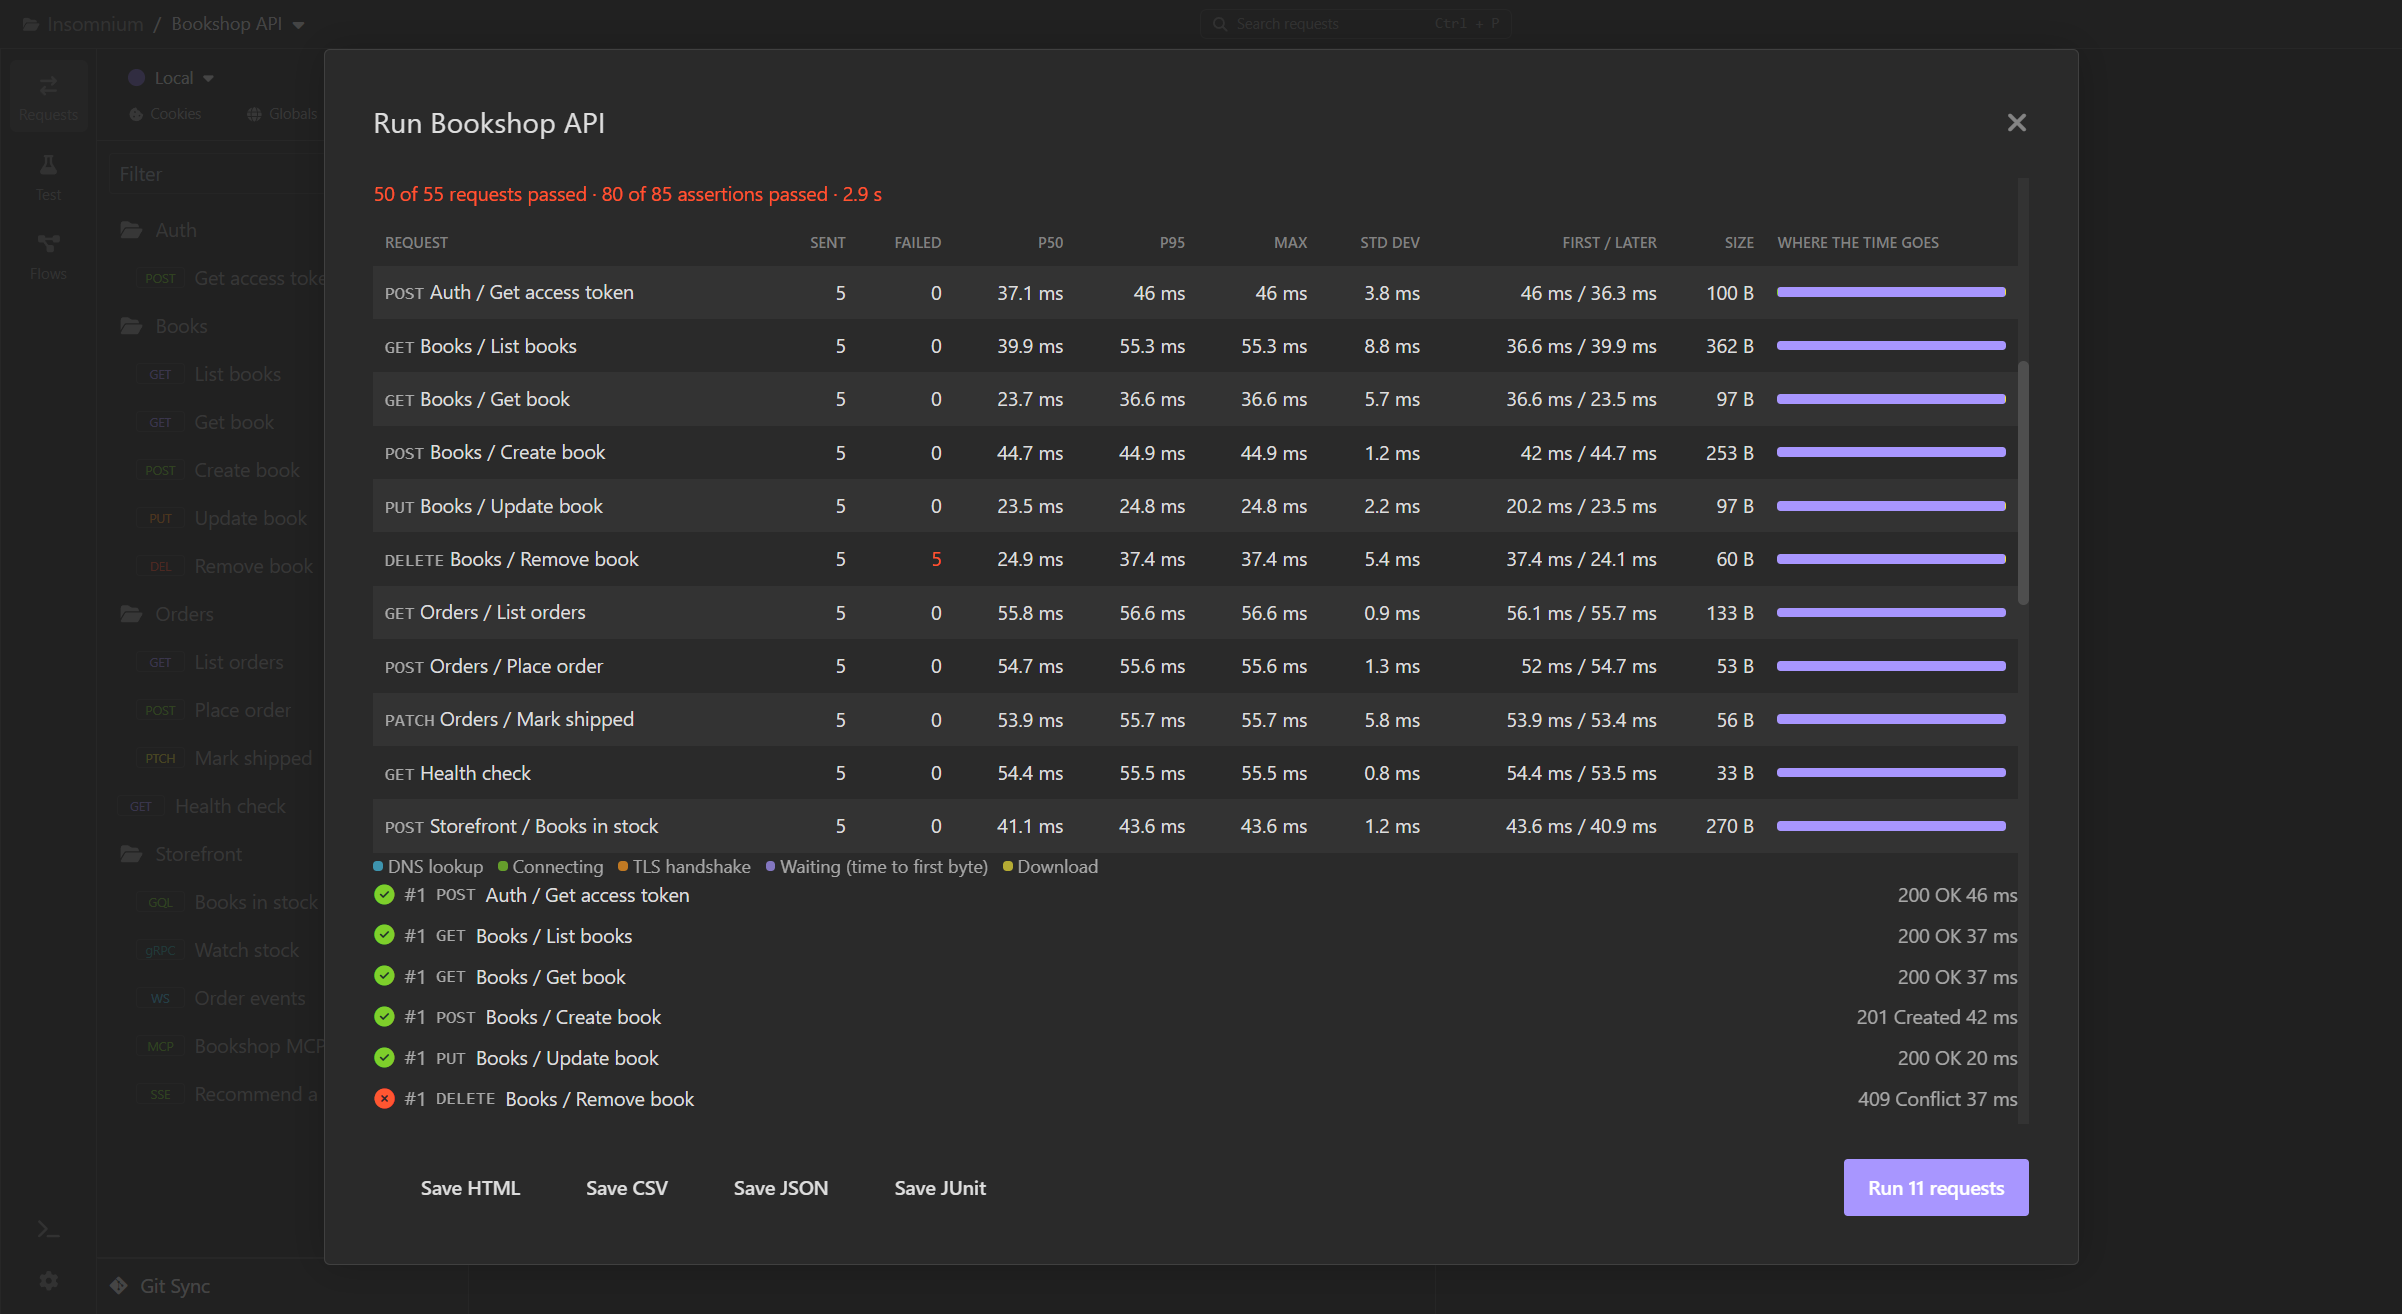 Insomnium / Bookshop API
Search requests Ctrl + P
Requests
Test
Flows
Local
Cookies Globals
Filter
Auth
POST Get access toke
Books
GET List books
GET Get book
POST Create book
PUT Update book
DEL Remove book
Orders
GET List orders
POST Place order
PTCH Mark shipped
GET Health check
Storefront
GQL Books in stock
gRPC Watch stock
WS Order events
MCP Bookshop MCP
SSE Recommend a
Git Sync
Run Bookshop API
50 of 55 requests passed · 80 of 85 assertions passed · 2.9 s
REQUEST SENT FAILED P50 P95 MAX STD DEV FIRST / LATER SIZE WHERE THE TIME GOES
POST Auth / Get access token 5 0 37.1 ms 46 ms 46 ms 3.8 ms 46 ms / 36.3 ms 100 B
GET Books / List books 5 0 39.9 ms 55.3 ms 55.3 ms 8.8 ms 36.6 ms / 39.9 ms 362 B
GET Books / Get book 5 0 23.7 ms 36.6 ms 36.6 ms 5.7 ms 36.6 ms / 23.5 ms 97 B
POST Books / Create book 5 0 44.7 ms 44.9 ms 44.9 ms 1.2 ms 42 ms / 44.7 ms 253 B
PUT Books / Update book 5 0 23.5 ms 24.8 ms 24.8 ms 2.2 ms 20.2 ms / 23.5 ms 97 B
DELETE Books / Remove book 5 5 24.9 ms 37.4 ms 37.4 ms 5.4 ms 37.4 ms / 24.1 ms 60 B
GET Orders / List orders 5 0 55.8 ms 56.6 ms 56.6 ms 0.9 ms 56.1 ms / 55.7 ms 133 B
POST Orders / Place order 5 0 54.7 ms 55.6 ms 55.6 ms 1.3 ms 52 ms / 54.7 ms 53 B
PATCH Orders / Mark shipped 5 0 53.9 ms 55.7 ms 55.7 ms 5.8 ms 53.9 ms / 53.4 ms 56 B
GET Health check 5 0 54.4 ms 55.5 ms 55.5 ms 0.8 ms 54.4 ms / 53.5 ms 33 B
POST Storefront / Books in stock 5 0 41.1 ms 43.6 ms 43.6 ms 1.2 ms 43.6 ms / 40.9 ms 270 B
DNS lookup Connecting TLS handshake Waiting (time to first byte) Download
#1 POST Auth / Get access token 200 OK 46 ms
#1 GET Books / List books 200 OK 37 ms
#1 GET Books / Get book 200 OK 37 ms
#1 POST Books / Create book 201 Created 42 ms
#1 PUT Books / Update book 200 OK 20 ms
#1 DELETE Books / Remove book 409 Conflict 37 ms
Save HTML Save CSV Save JSON Save JUnit Run 11 requests